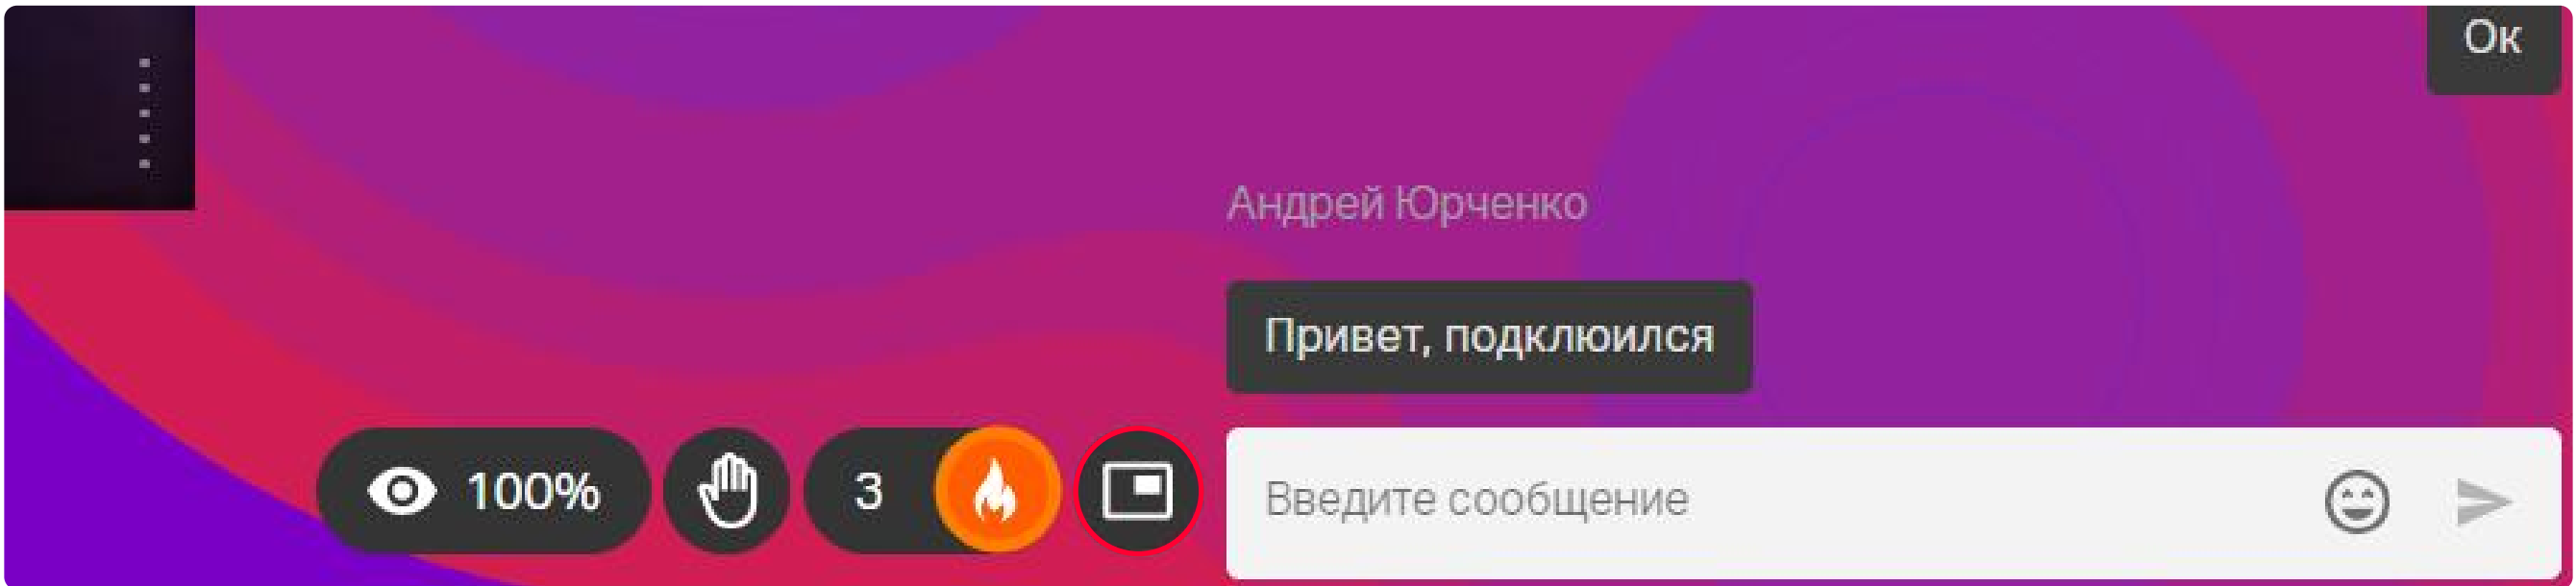 Ок
Андрей Юрченко
Привет, подклюился
100%
3
Введите сообщение